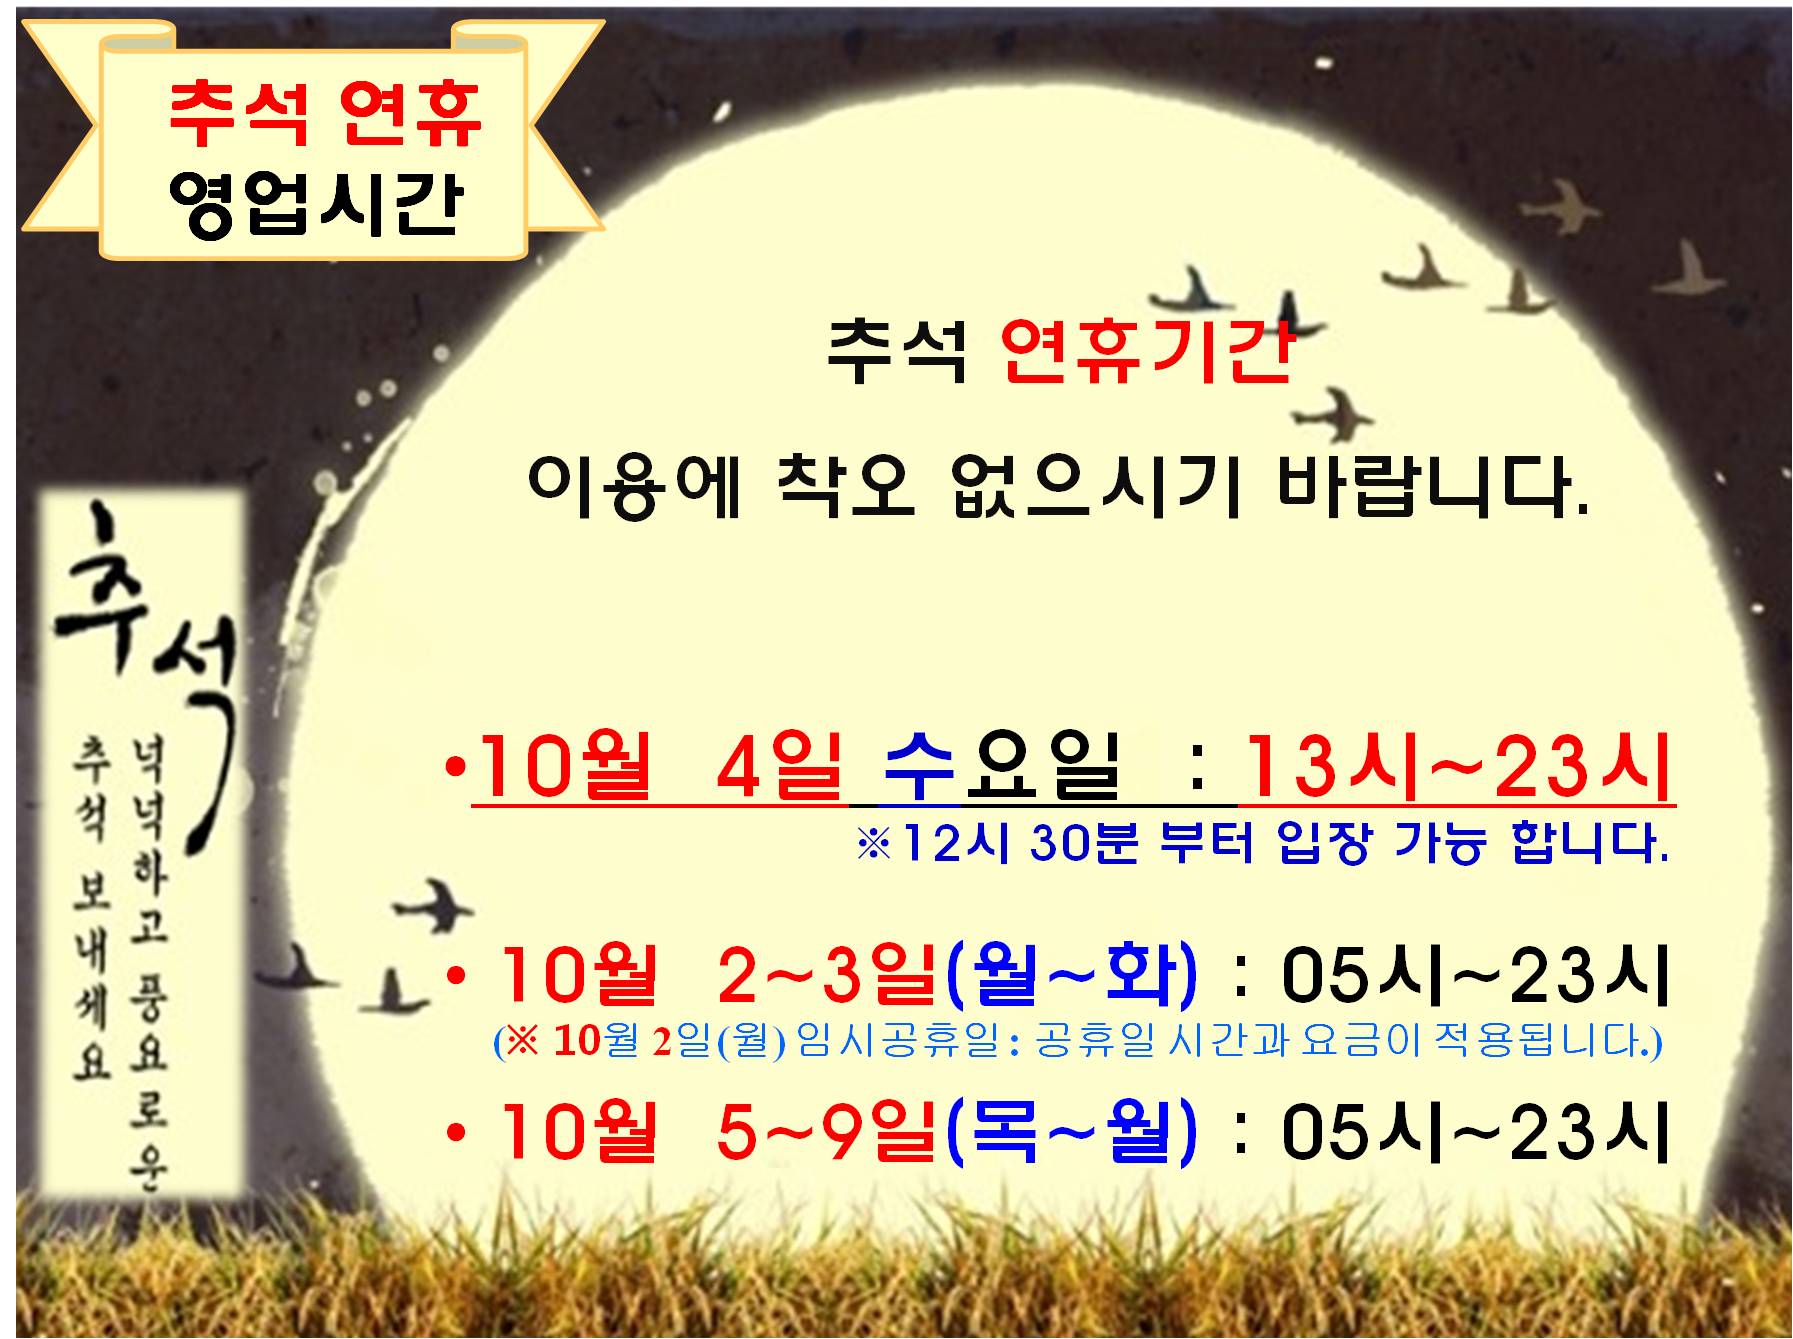 추석 연휴
영업시간
추석 연휴기간
이용에 착오 없으시기 바랍니다.
•10월 4일 수요일 : 13시~23시
※12시 30분 부터 입장 가능 합니다.
• 10월 2~3일(월~화) : 05시~23시
(※ 10월 2일(월) 임시공휴일 : 공휴일 시간과 요금이 적용됩니다.)
• 10월 5~9일(목~월) : 05시~23시
추석
넉넉하고 풍요로운
추석 보내세요